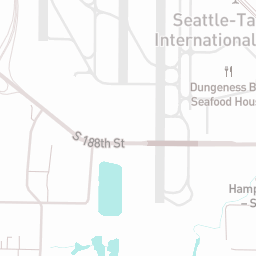 Seattle-Ta
International
Dungeness B
Seafood Hous
S 188th St
Hamp
– S